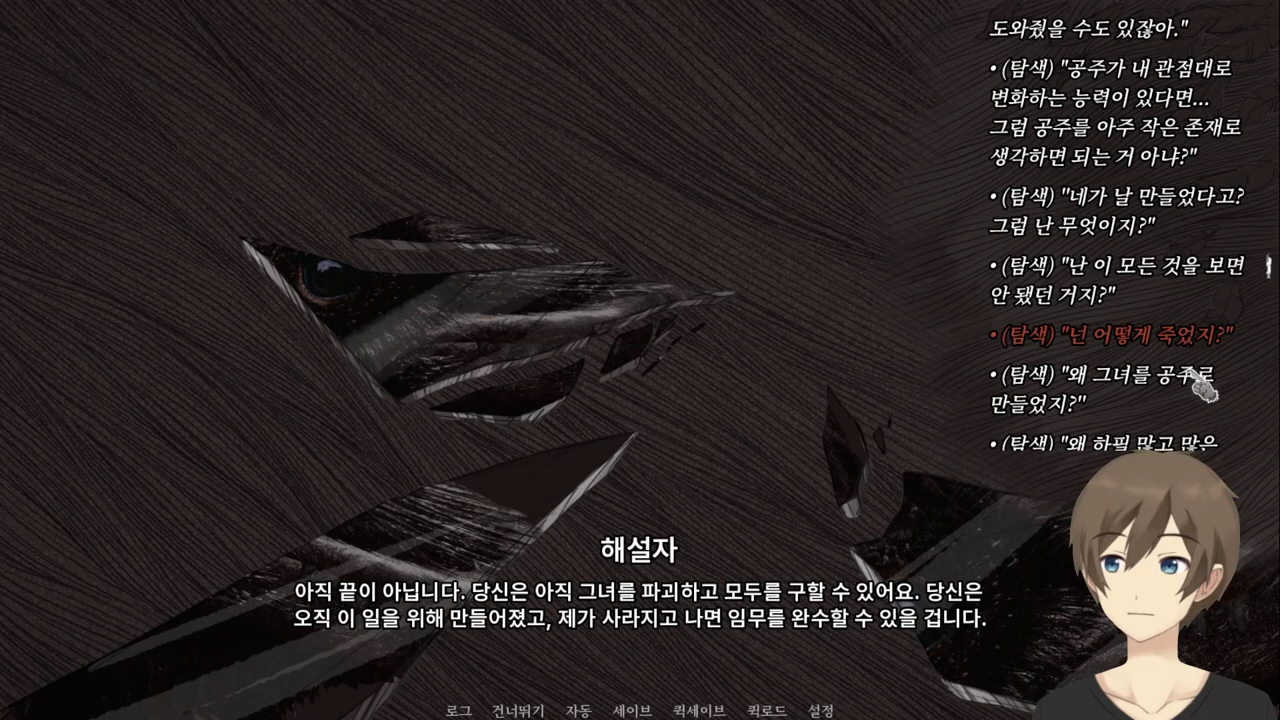 도와줬을 수도 있잖아."
• (탐색) "공주가 내 관점대로
변화하는 능력이 있다면...
그럼 공주를 아주 작은 존재로
생각하면 되는 거 아냐?"
• (탐색) "네가 날 만들었다고?
그럼 난 무엇이지?"
• (탐색) "난 이 모든 것을 보면
안 됐던 거지?"
• (탐색) "넌 어떻게 죽었지?"
• (탐색) "왜 그녀를 공주로
만들었지?"
• (탐색) "왜 하필 많고 많은
해설자
아직 끝이 아닙니다. 당신은 아직 그녀를 파괴하고 모두를 구할 수 있어요. 당신은
오직 이 일을 위해 만들어졌고, 제가 사라지고 나면 임무를 완수할 수 있을 겁니다.
로그 건너뛰기 자동 세이브 퀵세이브 퀵로드 설정